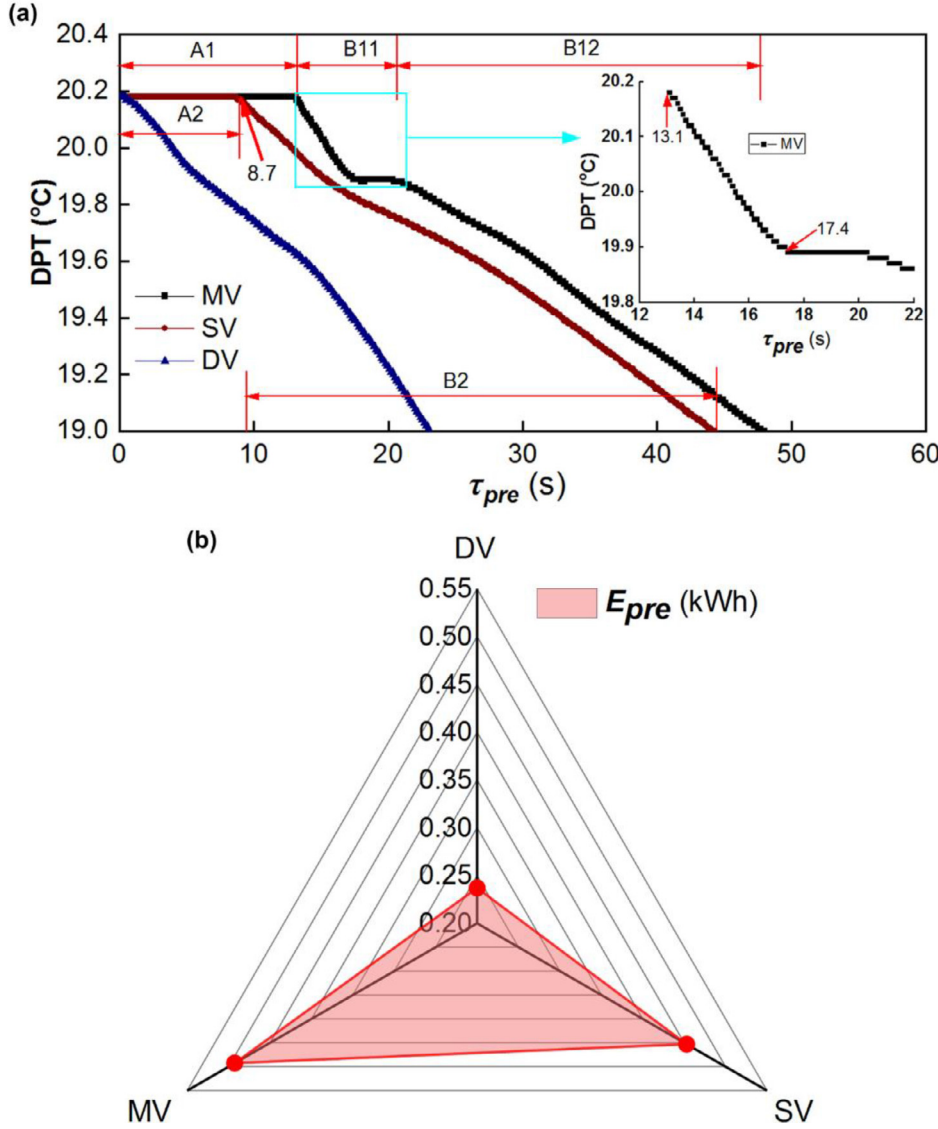 (a)
20.4
20.2
20.0
19.8
19.6
19.4
19.2
19.0
DPT (°C)
A1
B11
B12
A2
8.7
MV
SV
DV
B2
0
10
20
30
40
50
60
τpre (s)
20.2
20.1
20.0
19.9
19.8
DPT (°C)
13.1
MV
17.4
12
14
16
18
20
22
τpre (s)
(b)
DV
0.55
0.50
0.45
0.40
0.35
0.30
0.25
0.20
Epre (kWh)
MV
SV